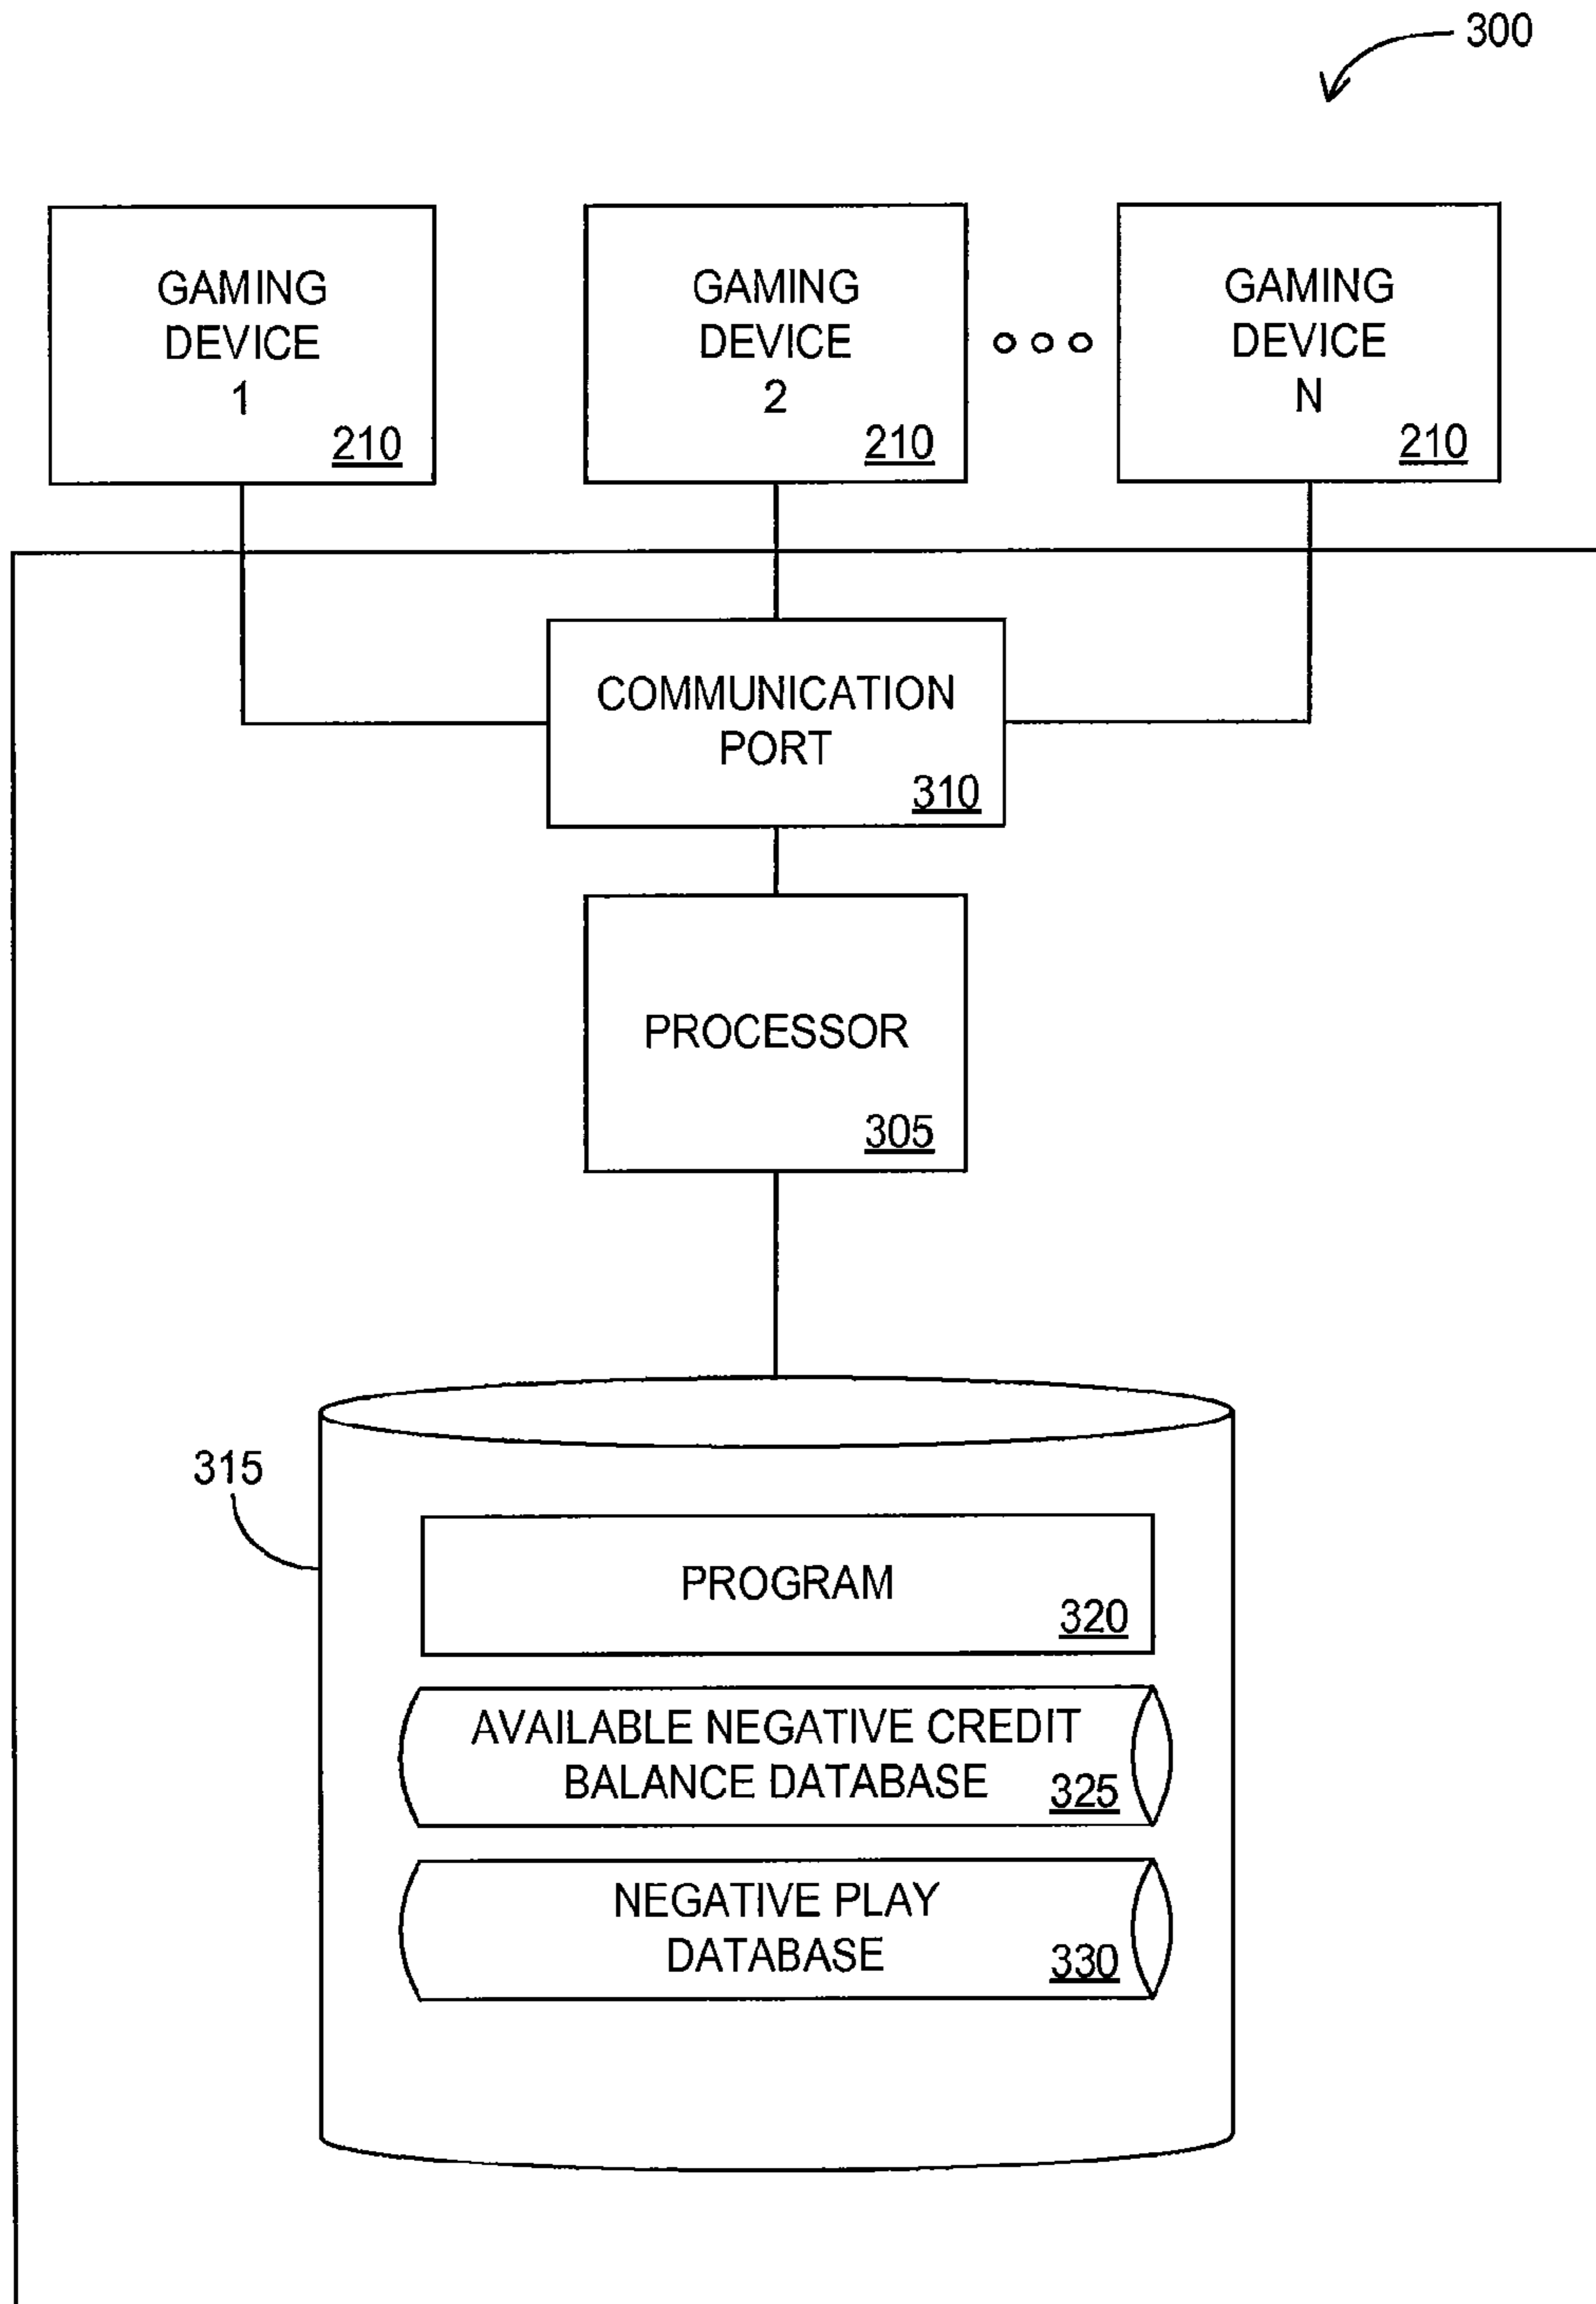 300
GAMING
DEVICE
1
210
GAMING
DEVICE
2
210
GAMING
DEVICE
N
210
COMMUNICATION
PORT
310
PROCESSOR
305
315
PROGRAM
320
AVAILABLE NEGATIVE CREDIT
BALANCE DATABASE
325
NEGATIVE PLAY
DATABASE
330